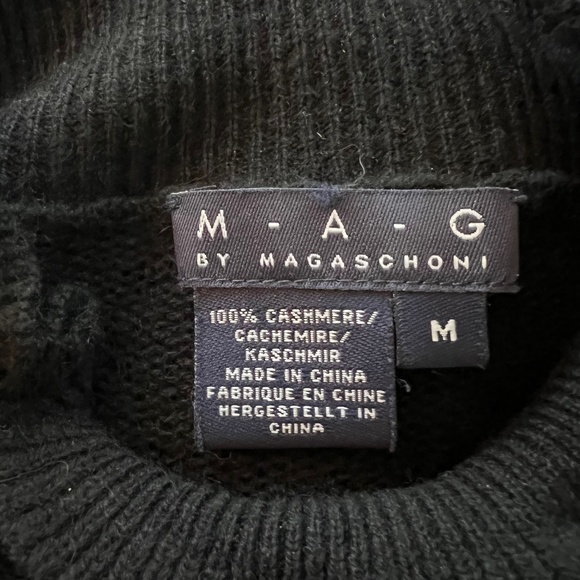 M - A - G
BY MAGASCHONI
100% CASHMERE/
CACHEMIRE/
KASCHMIR
MADE IN CHINA
FABRIQUE EN CHINE
HERGESTELLT IN
CHINA
M